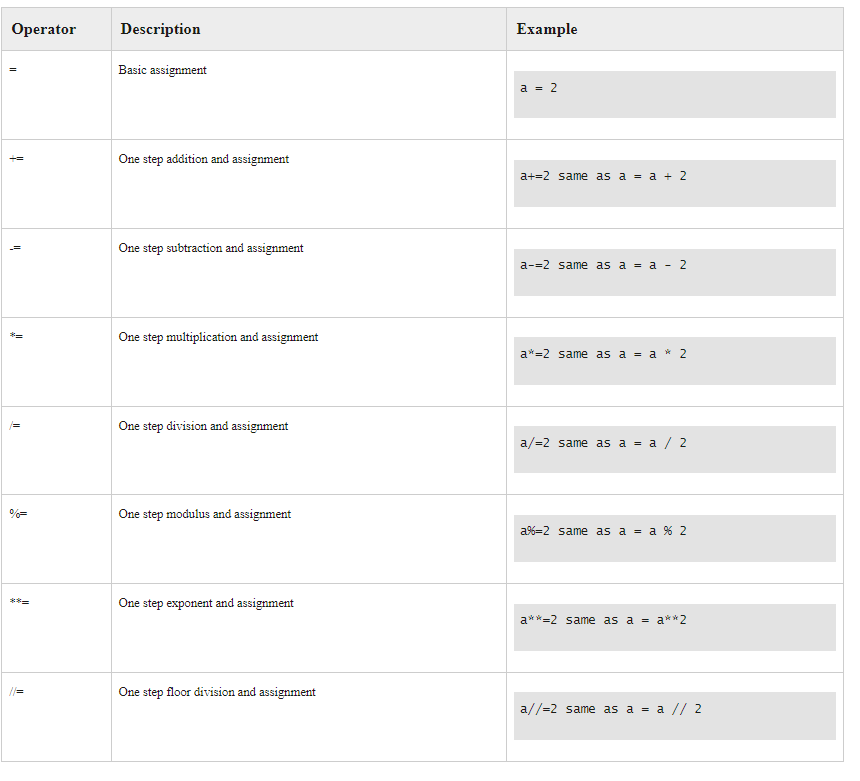 Operator Description Example
= Basic assignment
a = 2
+= One step addition and assignment
a+=2 same as a = a + 2
-= One step subtraction and assignment
a-=2 same as a = a - 2
*= One step multiplication and assignment
a*=2 same as a = a * 2
/= One step division and assignment
a/=2 same as a = a / 2
%= One step modulus and assignment
a%=2 same as a = a % 2
**= One step exponent and assignment
a**=2 same as a = a**2
//= One step floor division and assignment
a//=2 same as a = a // 2